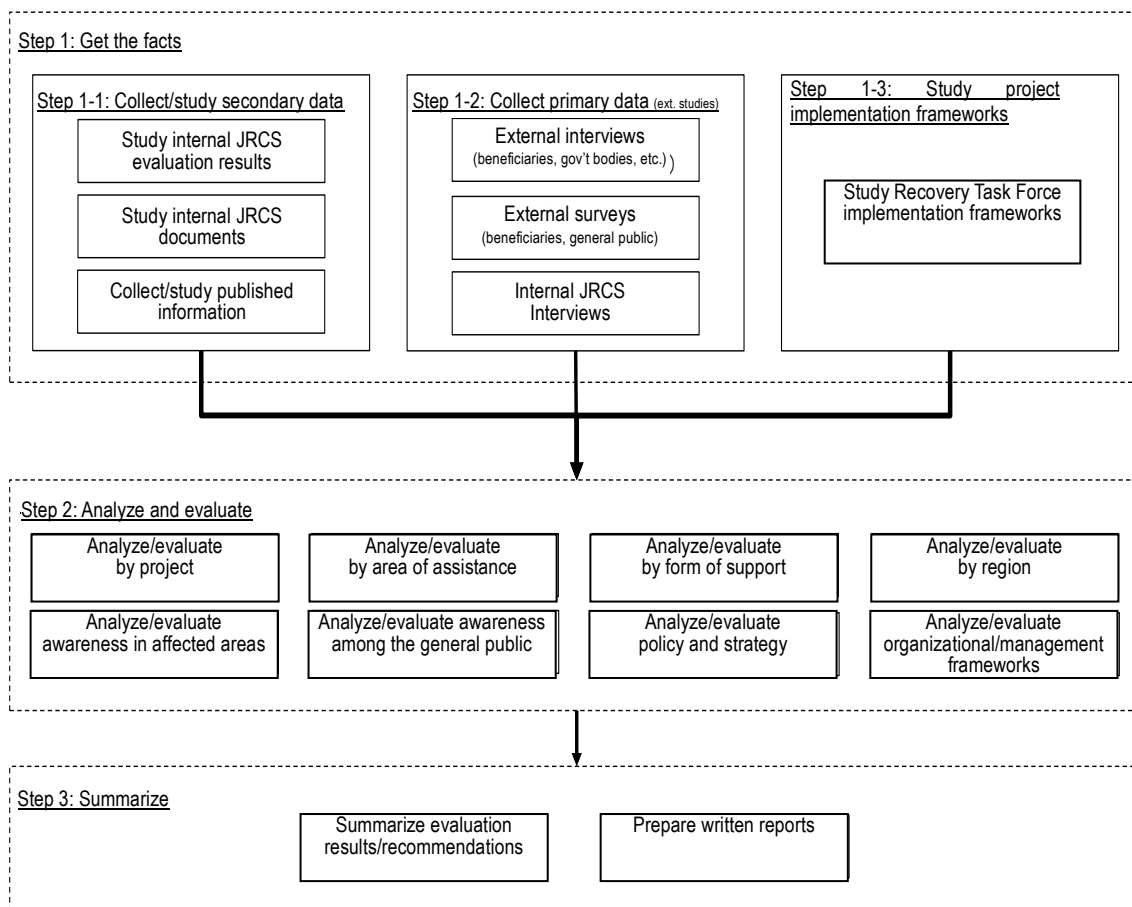 Step 1: Get the facts
Step 1-1: Collect/study secondary data
Study internal JRCS
evaluation results
Study internal JRCS
documents
Collect/study published
information
Step 1-2: Collect primary data (ext. studies)
External interviews
(beneficiaries, gov't bodies, etc.) )
External surveys
(beneficiaries, general public)
Internal JRCS
Interviews
Step 1-3: Study project
implementation frameworks
Study Recovery Task Force
implementation frameworks
Step 2: Analyze and evaluate
Analyze/evaluate
by project
Analyze/evaluate
by area of assistance
Analyze/evaluate
by form of support
Analyze/evaluate
by region
Analyze/evaluate
awareness in affected areas
Analyze/evaluate awareness
among the general public
Analyze/evaluate
policy and strategy
Analyze/evaluate
organizational/management
frameworks
Step 3: Summarize
Summarize evaluation
results/recommendations
Prepare written reports